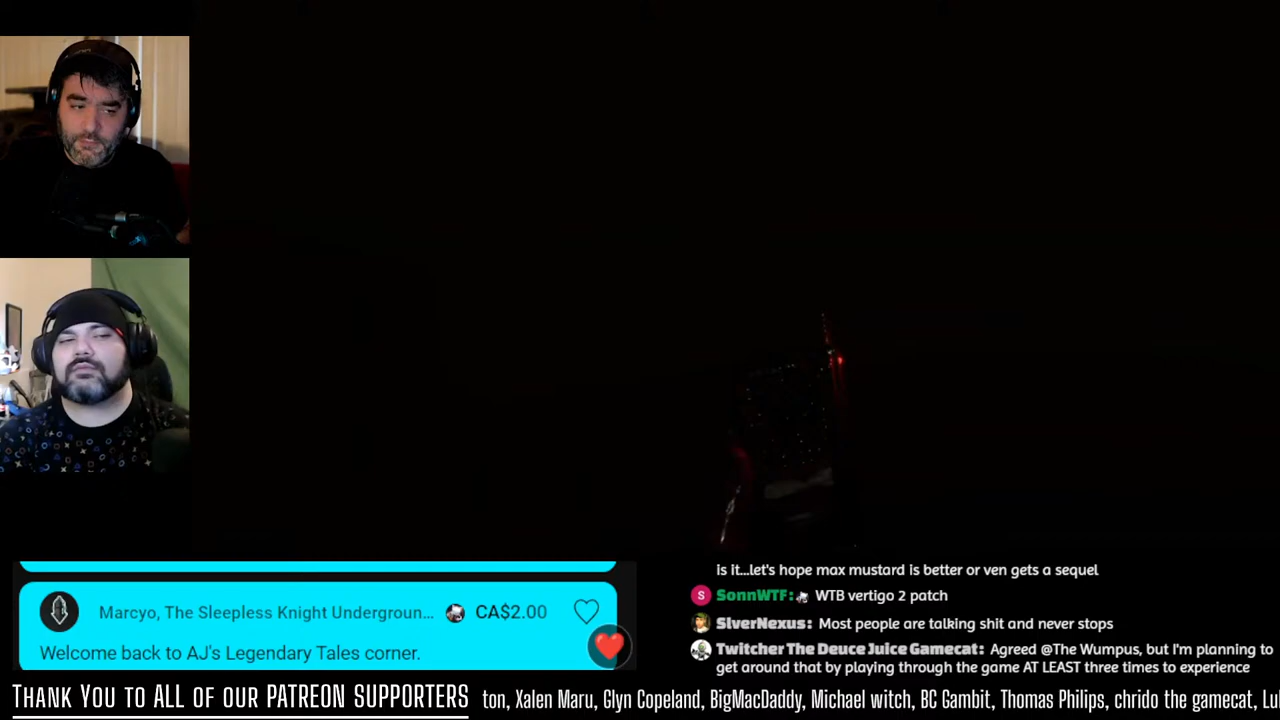 Marcyo, The Sleepless Knight Undergroun... CA$2.00
Welcome back to AJ's Legendary Tales corner.
is it...let's hope max mustard is better or ven gets a sequel
S SonnWTF: WTB vertigo 2 patch
SlverNexus: Most people are talking shit and never stops
Twitcher The Deuce Juice Gamecat: Agreed @The Wumpus, but I'm planning to
get around that by playing through the game AT LEAST three times to experience
THANK YOU TO ALL OF OUR PATREON SUPPORTERS ton, Xalen Maru, Glyn Copeland, BigMacDaddy, Michael witch, BC Gambit, Thomas Philips, chrido the gamecat, Lu